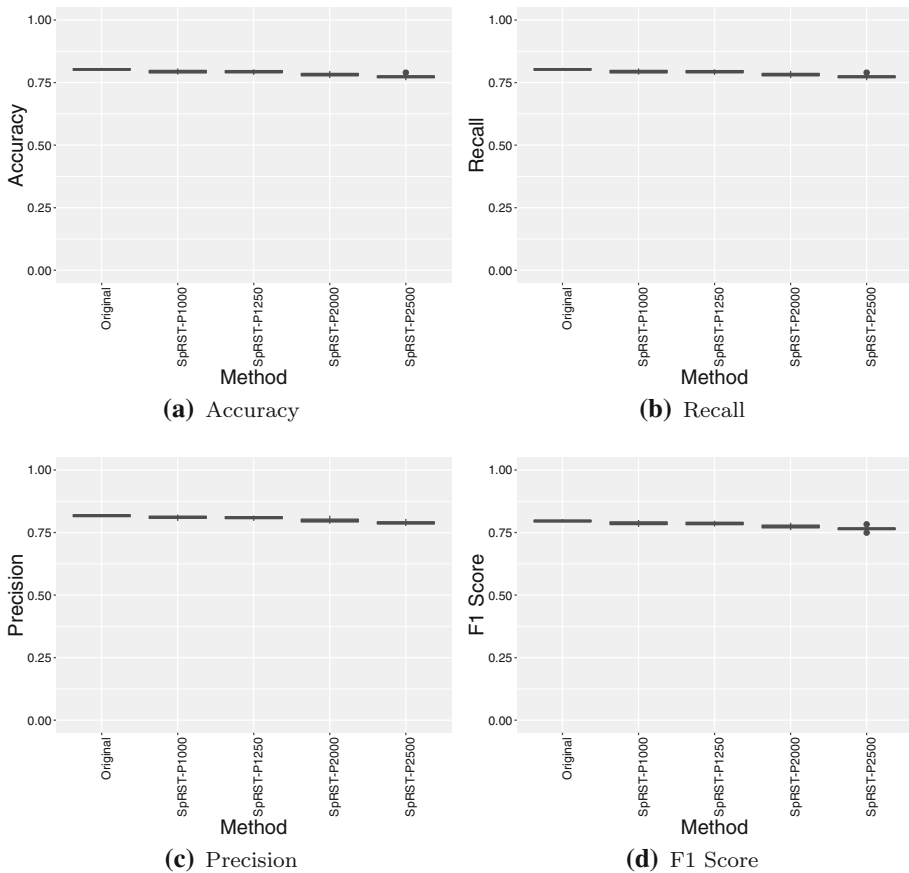 1.00
0.75
0.50
0.25
0.00
Accuracy
Original
SpRST-P1000
SpRST-P1250
SpRST-P2000
SpRST-P2500
Method
(a) Accuracy
1.00
0.75
0.50
0.25
0.00
Recall
Original
SpRST-P1000
SpRST-P1250
SpRST-P2000
SpRST-P2500
Method
(b) Recall
1.00
0.75
0.50
0.25
0.00
Precision
Original
SpRST-P1000
SpRST-P1250
SpRST-P2000
SpRST-P2500
Method
(c) Precision
1.00
0.75
0.50
0.25
0.00
F1 Score
Original
SpRST-P1000
SpRST-P1250
SpRST-P2000
SpRST-P2500
Method
(d) F1 Score